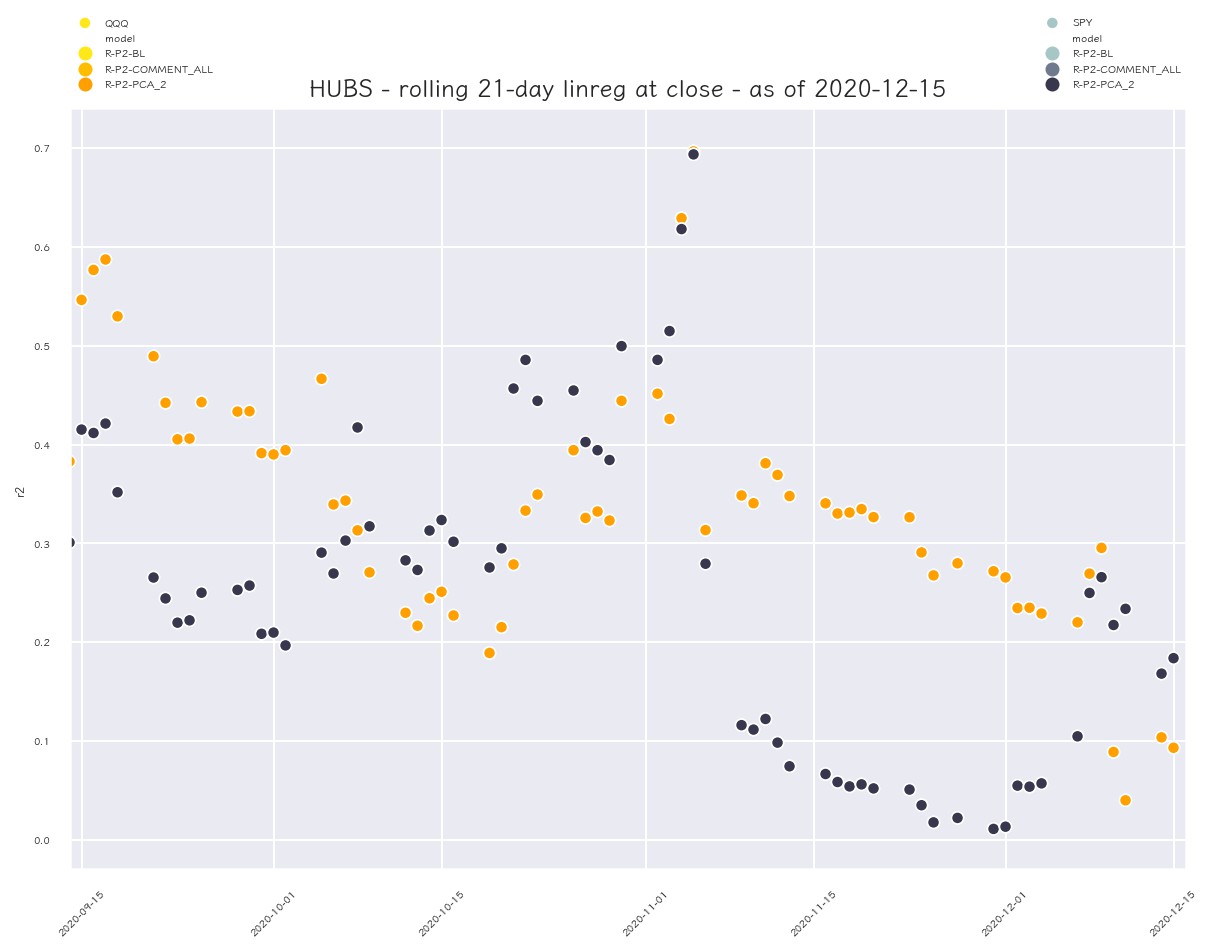 QQQ
model
R-P2-BL
R-P2-COMMENT_ALL
R-P2-PCA_2
SPY
model
R-P2-BL
R-P2-COMMENT_ALL
R-P2-PCA_2
HUBS - rolling 21-day linreg at close - as of 2020-12-15
r2
0.7
0.6
0.5
0.4
0.3
0.2
0.1
0.0
2020-09-15
2020-10-01
2020-10-15
2020-11-01
2020-11-15
2020-12-01
2020-12-15